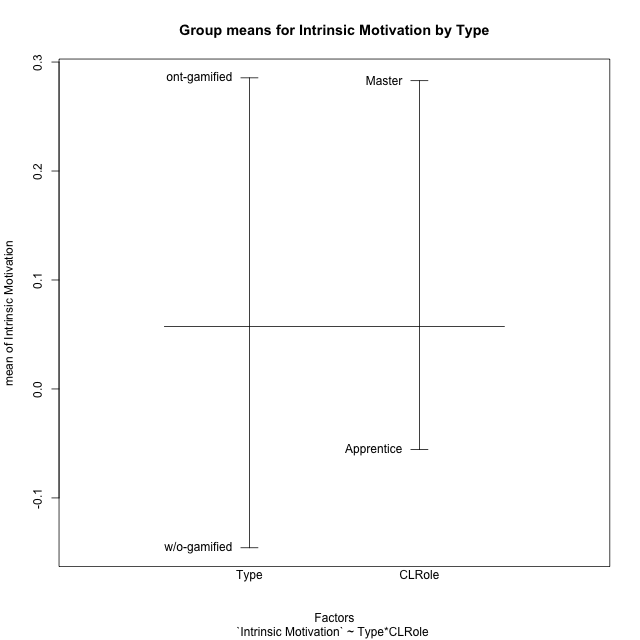 Group means for Intrinsic Motivation by Type
mean of Intrinsic Motivation
0.3
0.2
0.1
0.0
-0.1
ont-gamified
Master
Apprentice
w/o-gamified
Type
CLRole
Factors
`Intrinsic Motivation` ~ Type*CLRole